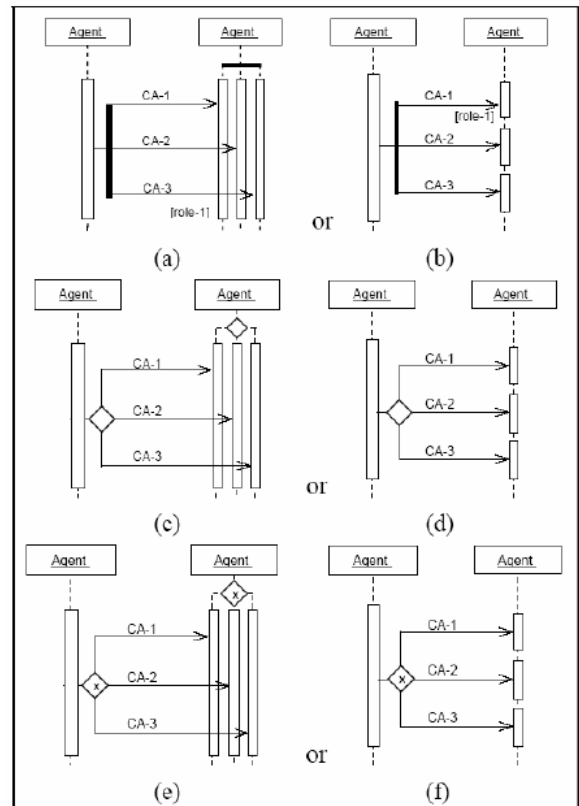 Agent
Agent
CA-1
CA-2
CA-3
[role-1]
(a)
or
Agent
Agent
CA-1
[role-1]
CA-2
CA-3
(b)
Agent
Agent
CA-1
CA-2
CA-3
(c)
or
Agent
Agent
CA-1
CA-2
CA-3
(d)
Agent
Agent
x
CA-1
x
CA-2
CA-3
(e)
or
Agent
Agent
CA-1
x
CA-2
CA-3
(f)